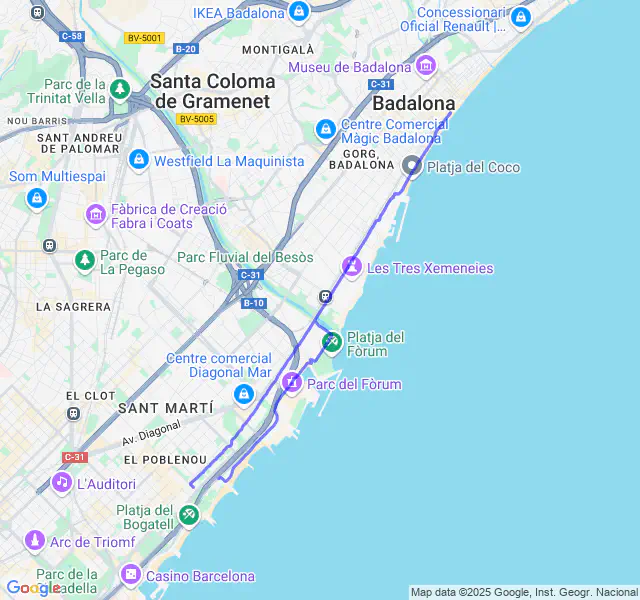 IKEA Badalona
Concessionari
Oficial Renault |...
C-58
BV-5001
B-20
MONTIGALÀ
Museu de Badalona
Parc de la
Trinitat Vella
Santa Coloma
de Gramenet
C-31
Badalona
NOU BARRIS
BV-5005
SANT ANDREU
DE PALOMAR
Centre Comercial
Màgic Badalona
Westfield La Maquinista
GORG,
BADALONA
Platja del Coco
Som Multiespai
Fàbrica de Creació
Fabra i Coats
Parc de
La Pegaso
Parc Fluvial del Besòs
C-31
Les Tres Xemeneies
LA SAGRERA
B-10
Platja del
Fòrum
Centre comercial
Diagonal Mar
Parc del Fòrum
EL CLOT
SANT MARTÍ
Av. Diagonal
C-31
EL POBLENOU
L'Auditori
Platja del
Bogatell
Arc de Triomf
Parc de la
Casino Barcelona
Google
Map data ©2025 Google, Inst. Geogr. Nacional